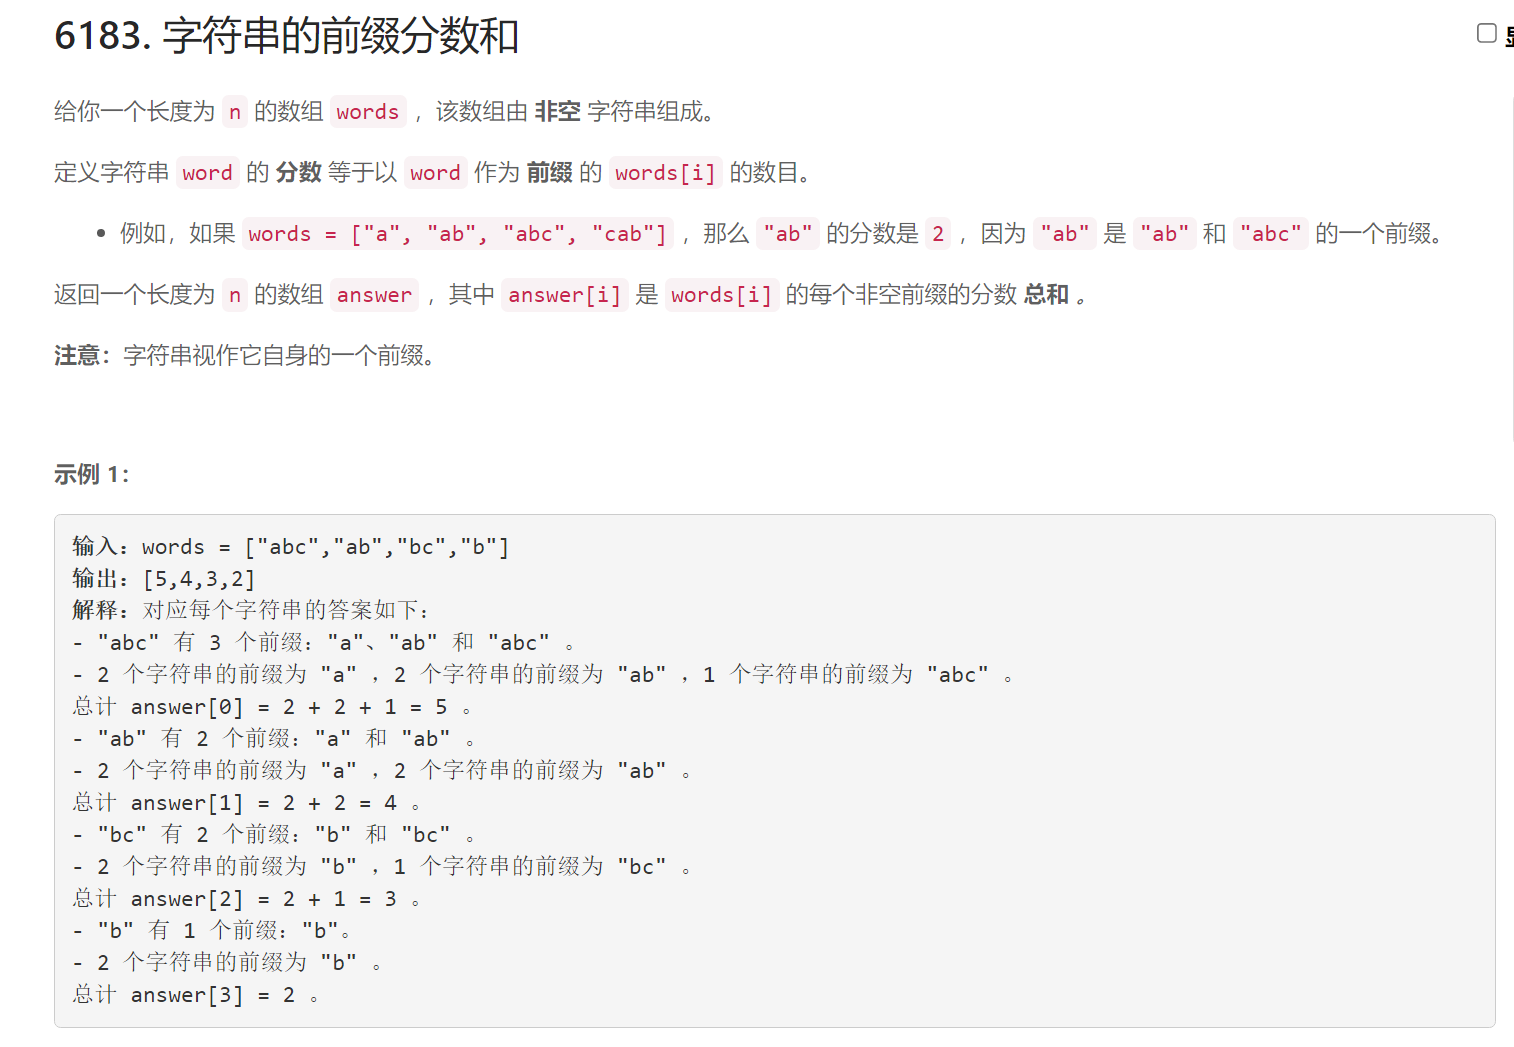 6183. 字符串的前缀分数和
给你一个长度为 n 的数组 words ，该数组由 非空 字符串组成。
定义字符串 word 的 分数 等于以 word 作为 前缀 的 words[i] 的数目。
• 例如，如果 words = ["a", "ab", "abc", "cab"] ，那么 "ab" 的分数是 2 ，因为 "ab" 是 "ab" 和 "abc" 的一个前缀。
返回一个长度为 n 的数组 answer ，其中 answer[i] 是 words[i] 的每个非空前缀的分数 总和 。
注意：字符串视作它自身的一个前缀。
示例 1：
输入：words = ["abc","ab","bc","b"]
输出：[5,4,3,2]
解释：对应每个字符串的答案如下：
- "abc" 有 3 个前缀："a"、"ab" 和 "abc" 。
- 2 个字符串的前缀为 "a" ，2 个字符串的前缀为 "ab" ，1 个字符串的前缀为 "abc" 。
总计 answer[0] = 2 + 2 + 1 = 5 。
- "ab" 有 2 个前缀："a" 和 "ab" 。
- 2 个字符串的前缀为 "a" ，2 个字符串的前缀为 "ab" 。
总计 answer[1] = 2 + 2 = 4 。
- "bc" 有 2 个前缀："b" 和 "bc" 。
- 2 个字符串的前缀为 "b" ，1 个字符串的前缀为 "bc" 。
总计 answer[2] = 2 + 1 = 3 。
- "b" 有 1 个前缀："b"。
- 2 个字符串的前缀为 "b" 。
总计 answer[3] = 2 。